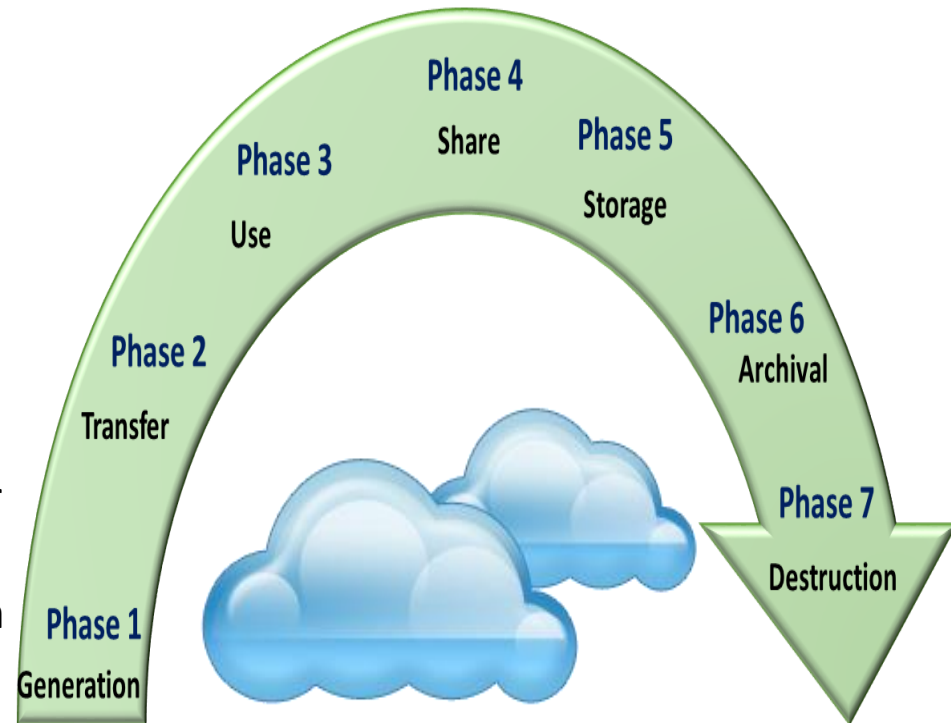 Phase 1
Generation
Phase 2
Transfer
Phase 3
Use
Phase 4
Share
Phase 5
Storage
Phase 6
Archival
Phase 7
Destruction